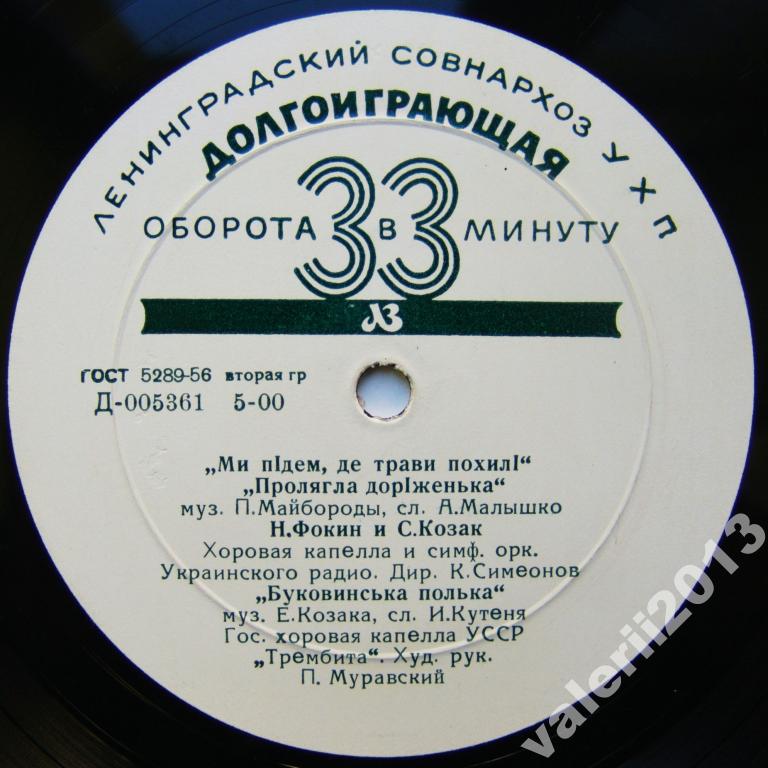 ЛЕНИНГРАДСКИЙ СОВНАРХОЗ УХП
ДОЛГОИГРАЮЩАЯ
ОБОРОТА 33 В МИНУТУ
ЛЗ
ГОСТ 5289-56 вторая гр
Д-005361 5-00
„Ми пІдем, де трави похилІ“
„Пролягла дорІженька“
муз. П.Майбороды, сл. А.Малышко
Н.Фокин и С.Козак
Хоровая капелла и симф. орк.
Украинского радио. Дир. К.Симеонов
„Буковинська полька“
муз. Е.Козака, сл. И.Кутеня
Гос. хоровая капелла УССР
„Трембита“. Худ. рук.
П. Муравский
valerii2013